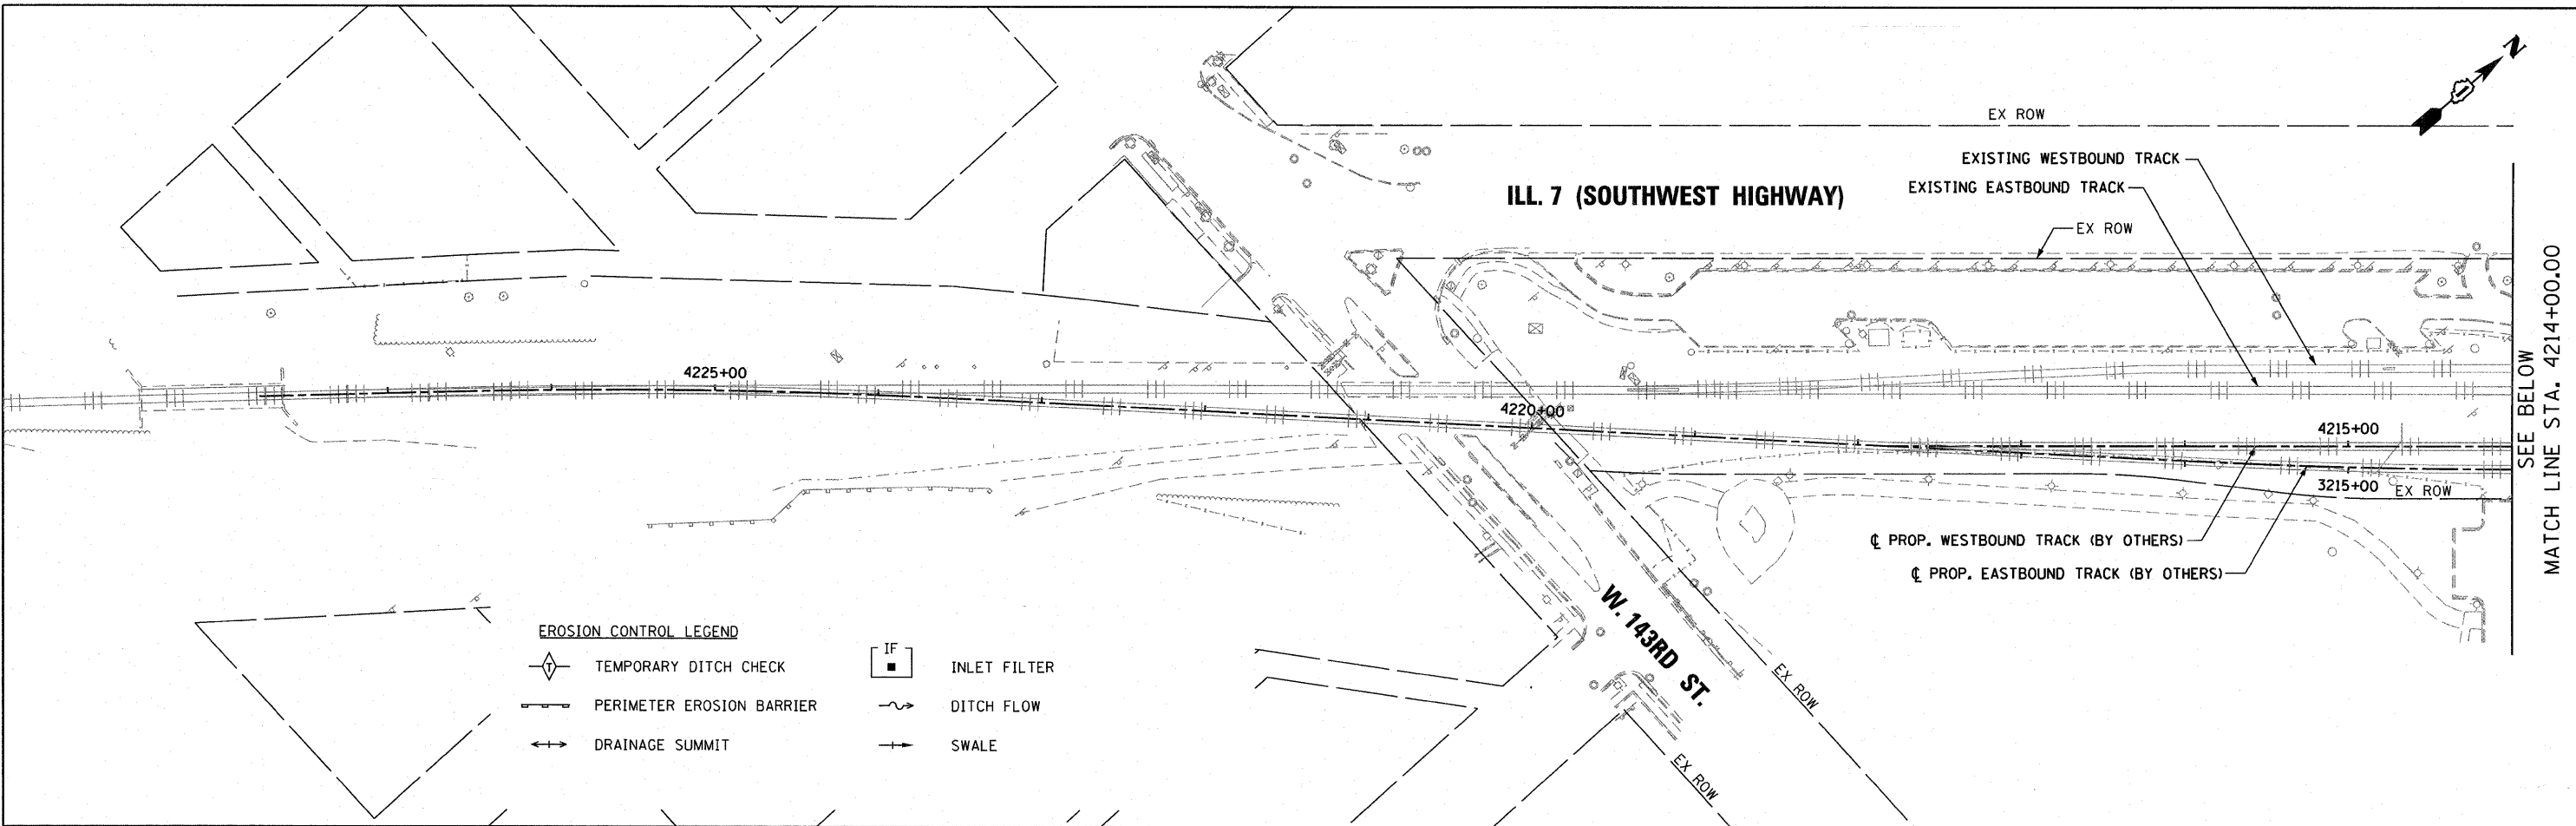 N
EX ROW
EXISTING WESTBOUND TRACK
EXISTING EASTBOUND TRACK
ILL. 7 (SOUTHWEST HIGHWAY)
EX ROW
SEE BELOW
MATCH LINE STA. 4214+00.00
4225+00
4220+00
4215+00
3215+00
EX ROW
℄ PROP. WESTBOUND TRACK (BY OTHERS)
℄ PROP. EASTBOUND TRACK (BY OTHERS)
W. 143RD ST.
EX ROW
EX ROW
EROSION CONTROL LEGEND
T
TEMPORARY DITCH CHECK
IF
INLET FILTER
PERIMETER EROSION BARRIER
DITCH FLOW
DRAINAGE SUMMIT
SWALE